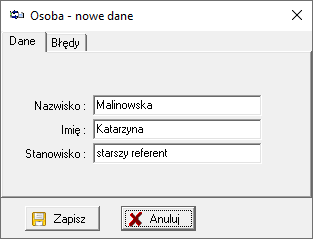 Osoba - nowe dane
Dane Błędy
Nazwisko : Malinowska
Imię : Katarzyna
Stanowisko : starszy referent
Zapisz Anuluj